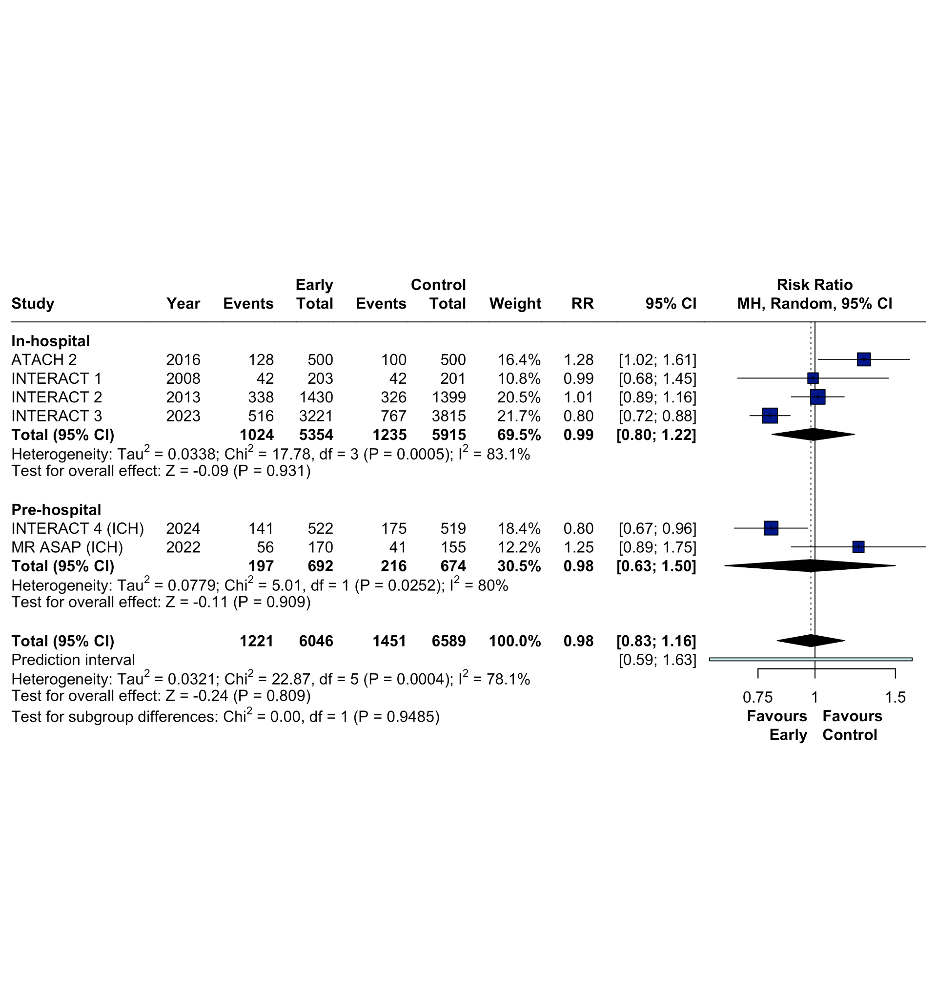 Early Control Risk Ratio
Study Year Events Total Events Total Weight RR 95% CI MH, Random, 95% CI
In-hospital
ATACH 2 2016 128 500 100 500 16.4% 1.28 [1.02; 1.61]
INTERACT 1 2008 42 203 42 201 10.8% 0.99 [0.68; 1.45]
INTERACT 2 2013 338 1430 326 1399 20.5% 1.01 [0.89; 1.16]
INTERACT 3 2023 516 3221 767 3815 21.7% 0.80 [0.72; 0.88]
Total (95% CI) 1024 5354 1235 5915 69.5% 0.99 [0.80; 1.22]
Heterogeneity: Tau² = 0.0338; Chi² = 17.78, df = 3 (P = 0.0005); I² = 83.1%
Test for overall effect: Z = -0.09 (P = 0.931)
Pre-hospital
INTERACT 4 (ICH) 2024 141 522 175 519 18.4% 0.80 [0.67; 0.96]
MR ASAP (ICH) 2022 56 170 41 155 12.2% 1.25 [0.89; 1.75]
Total (95% CI) 197 692 216 674 30.5% 0.98 [0.63; 1.50]
Heterogeneity: Tau² = 0.0779; Chi² = 5.01, df = 1 (P = 0.0252); I² = 80%
Test for overall effect: Z = -0.11 (P = 0.909)
Total (95% CI) 1221 6046 1451 6589 100.0% 0.98 [0.83; 1.16]
Prediction interval [0.59; 1.63]
Heterogeneity: Tau² = 0.0321; Chi² = 22.87, df = 5 (P = 0.0004); I² = 78.1%
Test for overall effect: Z = -0.24 (P = 0.809)
0.75 1 1.5
Test for subgroup differences: Chi² = 0.00, df = 1 (P = 0.9485)
Favours Favours
Early Control